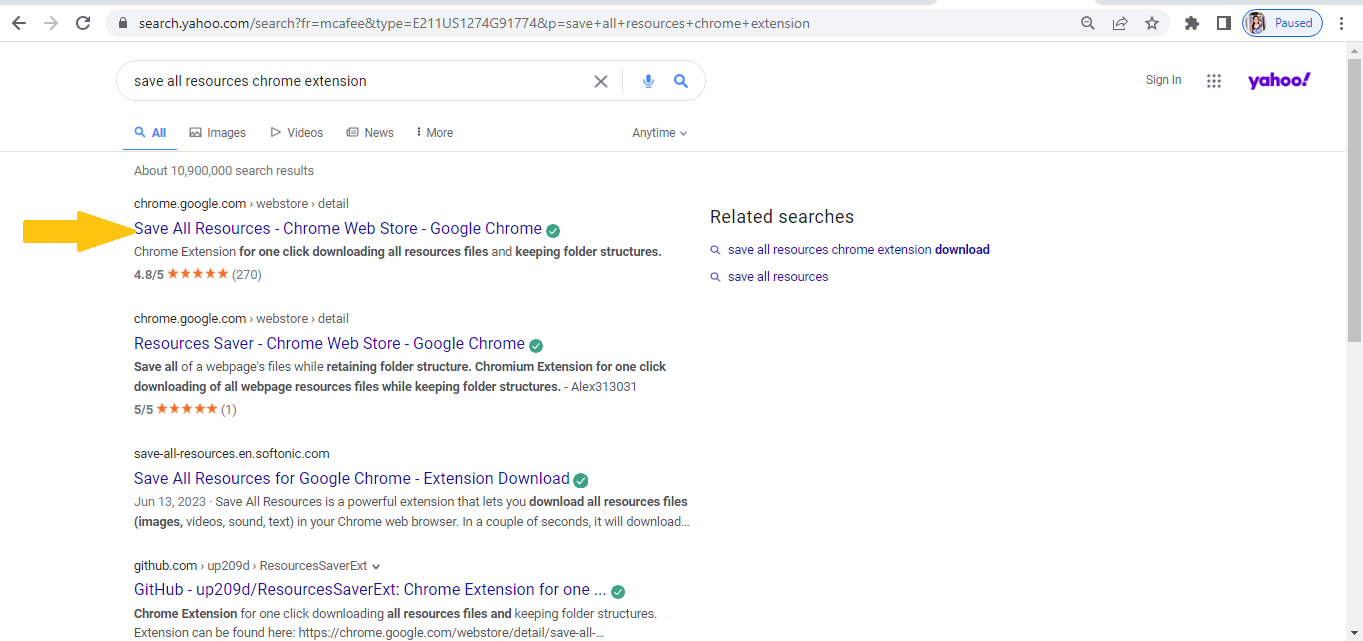 search.yahoo.com/search?fr=mcafee&type=E211US1274G91774&p=save+all+resources+chrome+extension
Paused
save all resources chrome extension
Sign In
yahoo!
All
Images
Videos
News
More
Anytime
About 10,900,000 search results
chrome.google.com › webstore › detail
Save All Resources - Chrome Web Store - Google Chrome
Chrome Extension for one click downloading all resources files and keeping folder structures.
4.8/5 ★★★★★ (270)
chrome.google.com › webstore › detail
Resources Saver - Chrome Web Store - Google Chrome
Save all of a webpage's files while retaining folder structure. Chromium Extension for one click
downloading of all webpage resources files while keeping folder structures. - Alex313031
5/5 ★★★★★ (1)
save-all-resources.en.softonic.com
Save All Resources for Google Chrome - Extension Download
Jun 13, 2023 · Save All Resources is a powerful extension that lets you download all resources files
(images, videos, sound, text) in your Chrome web browser. In a couple of seconds, it will download…
github.com › up209d › ResourcesSaverExt
GitHub - up209d/ResourcesSaverExt: Chrome Extension for one ...
Chrome Extension for one click downloading all resources files and keeping folder structures.
Extension can be found here: https://chrome.google.com/webstore/detail/save-all-…
Related searches
save all resources chrome extension download
save all resources